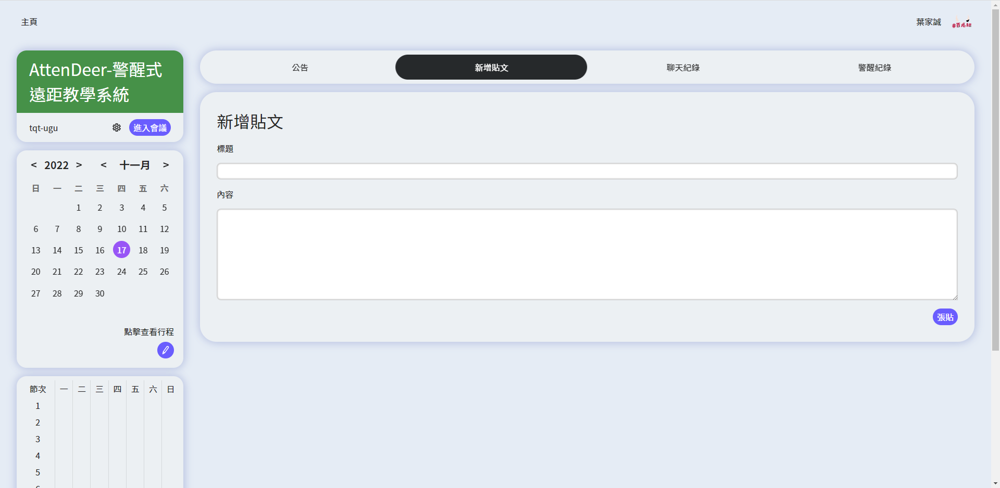 主頁
葉家誠
#百鬼組
AttenDeer-警醒式
遠距教學系統
tqt-ugu
進入會議
< 2022 > < 十一月 >
日 一 二 三 四 五 六
1 2 3 4 5
6 7 8 9 10 11 12
13 14 15 16 17 18 19
20 21 22 23 24 25 26
27 28 29 30
點擊查看行程
節次 一 二 三 四 五 六 日
1
2
3
4
5
公告
新增貼文
聊天紀錄
警醒紀錄
新增貼文
標題
內容
張貼